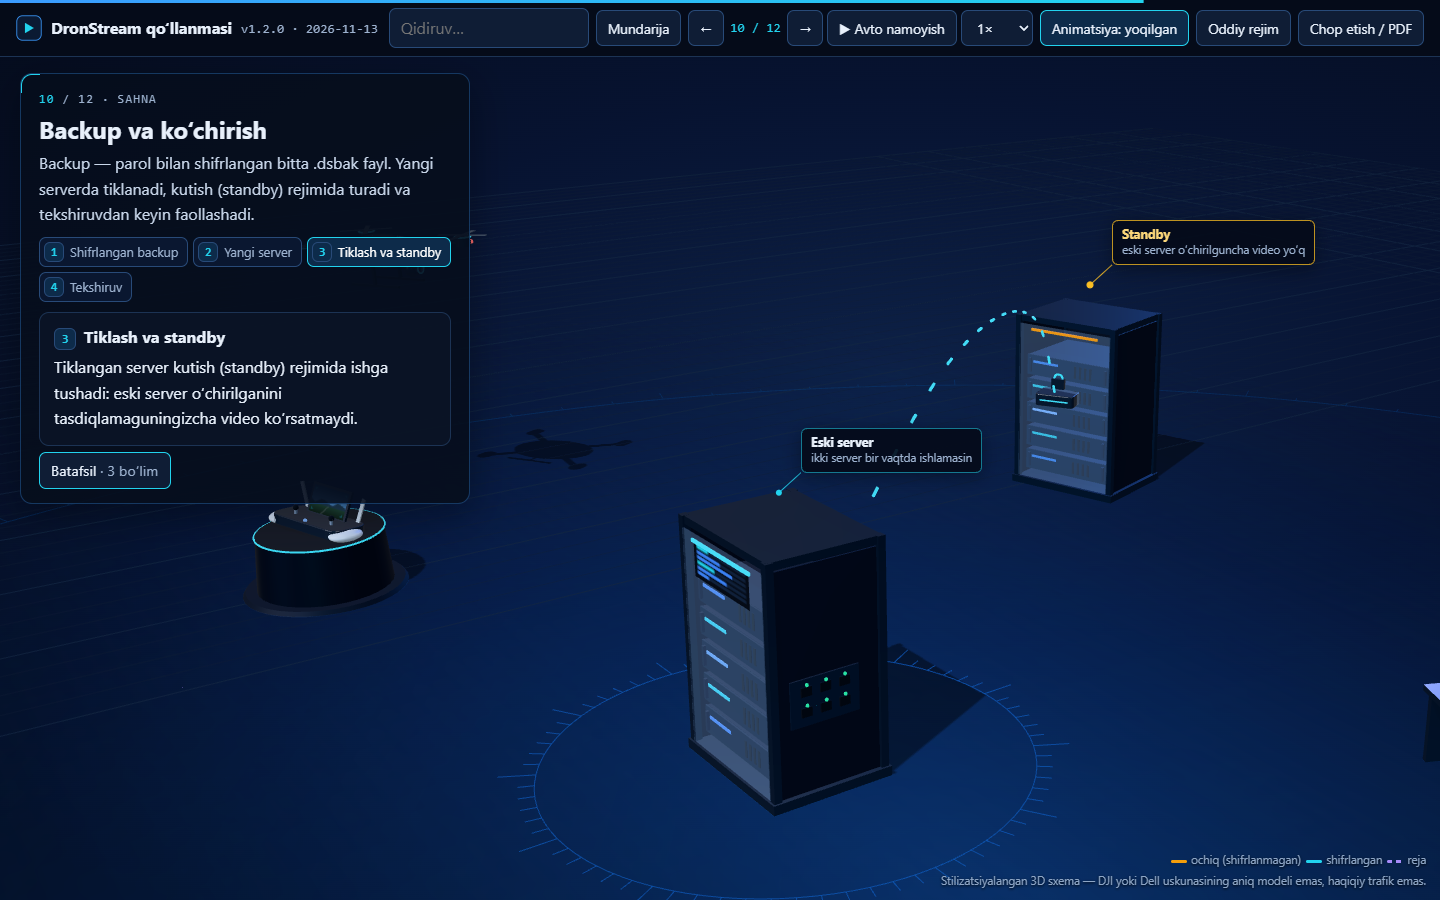 DronStream qo‘llanmasi v1.2.0 · 2026-11-13
Qidiruv...
Mundarija
←
10 / 12
→
▶ Avto namoyish
1×
Animatsiya: yoqilgan
Oddiy rejim
Chop etish / PDF
10 / 12 · SAHNA
Backup va ko‘chirish
Backup — parol bilan shifrlangan bitta .dsbak fayl. Yangi
serverda tiklanadi, kutish (standby) rejimida turadi va
tekshiruvdan keyin faollashadi.
1 Shifrlangan backup
2 Yangi server
3 Tiklash va standby
4 Tekshiruv
3 Tiklash va standby
Tiklangan server kutish (standby) rejimida ishga
tushadi: eski server o‘chirilganini
tasdiqlamaguningizcha video ko‘rsatmaydi.
Batafsil · 3 bo‘lim
Standby
eski server o‘chirilguncha video yo‘q
Eski server
ikki server bir vaqtda ishlamasin
ochiq (shifrlanmagan) shifrlangan reja
Stilizatsiyalangan 3D sxema — DJI yoki Dell uskunasining aniq modeli emas, haqiqiy trafik emas.